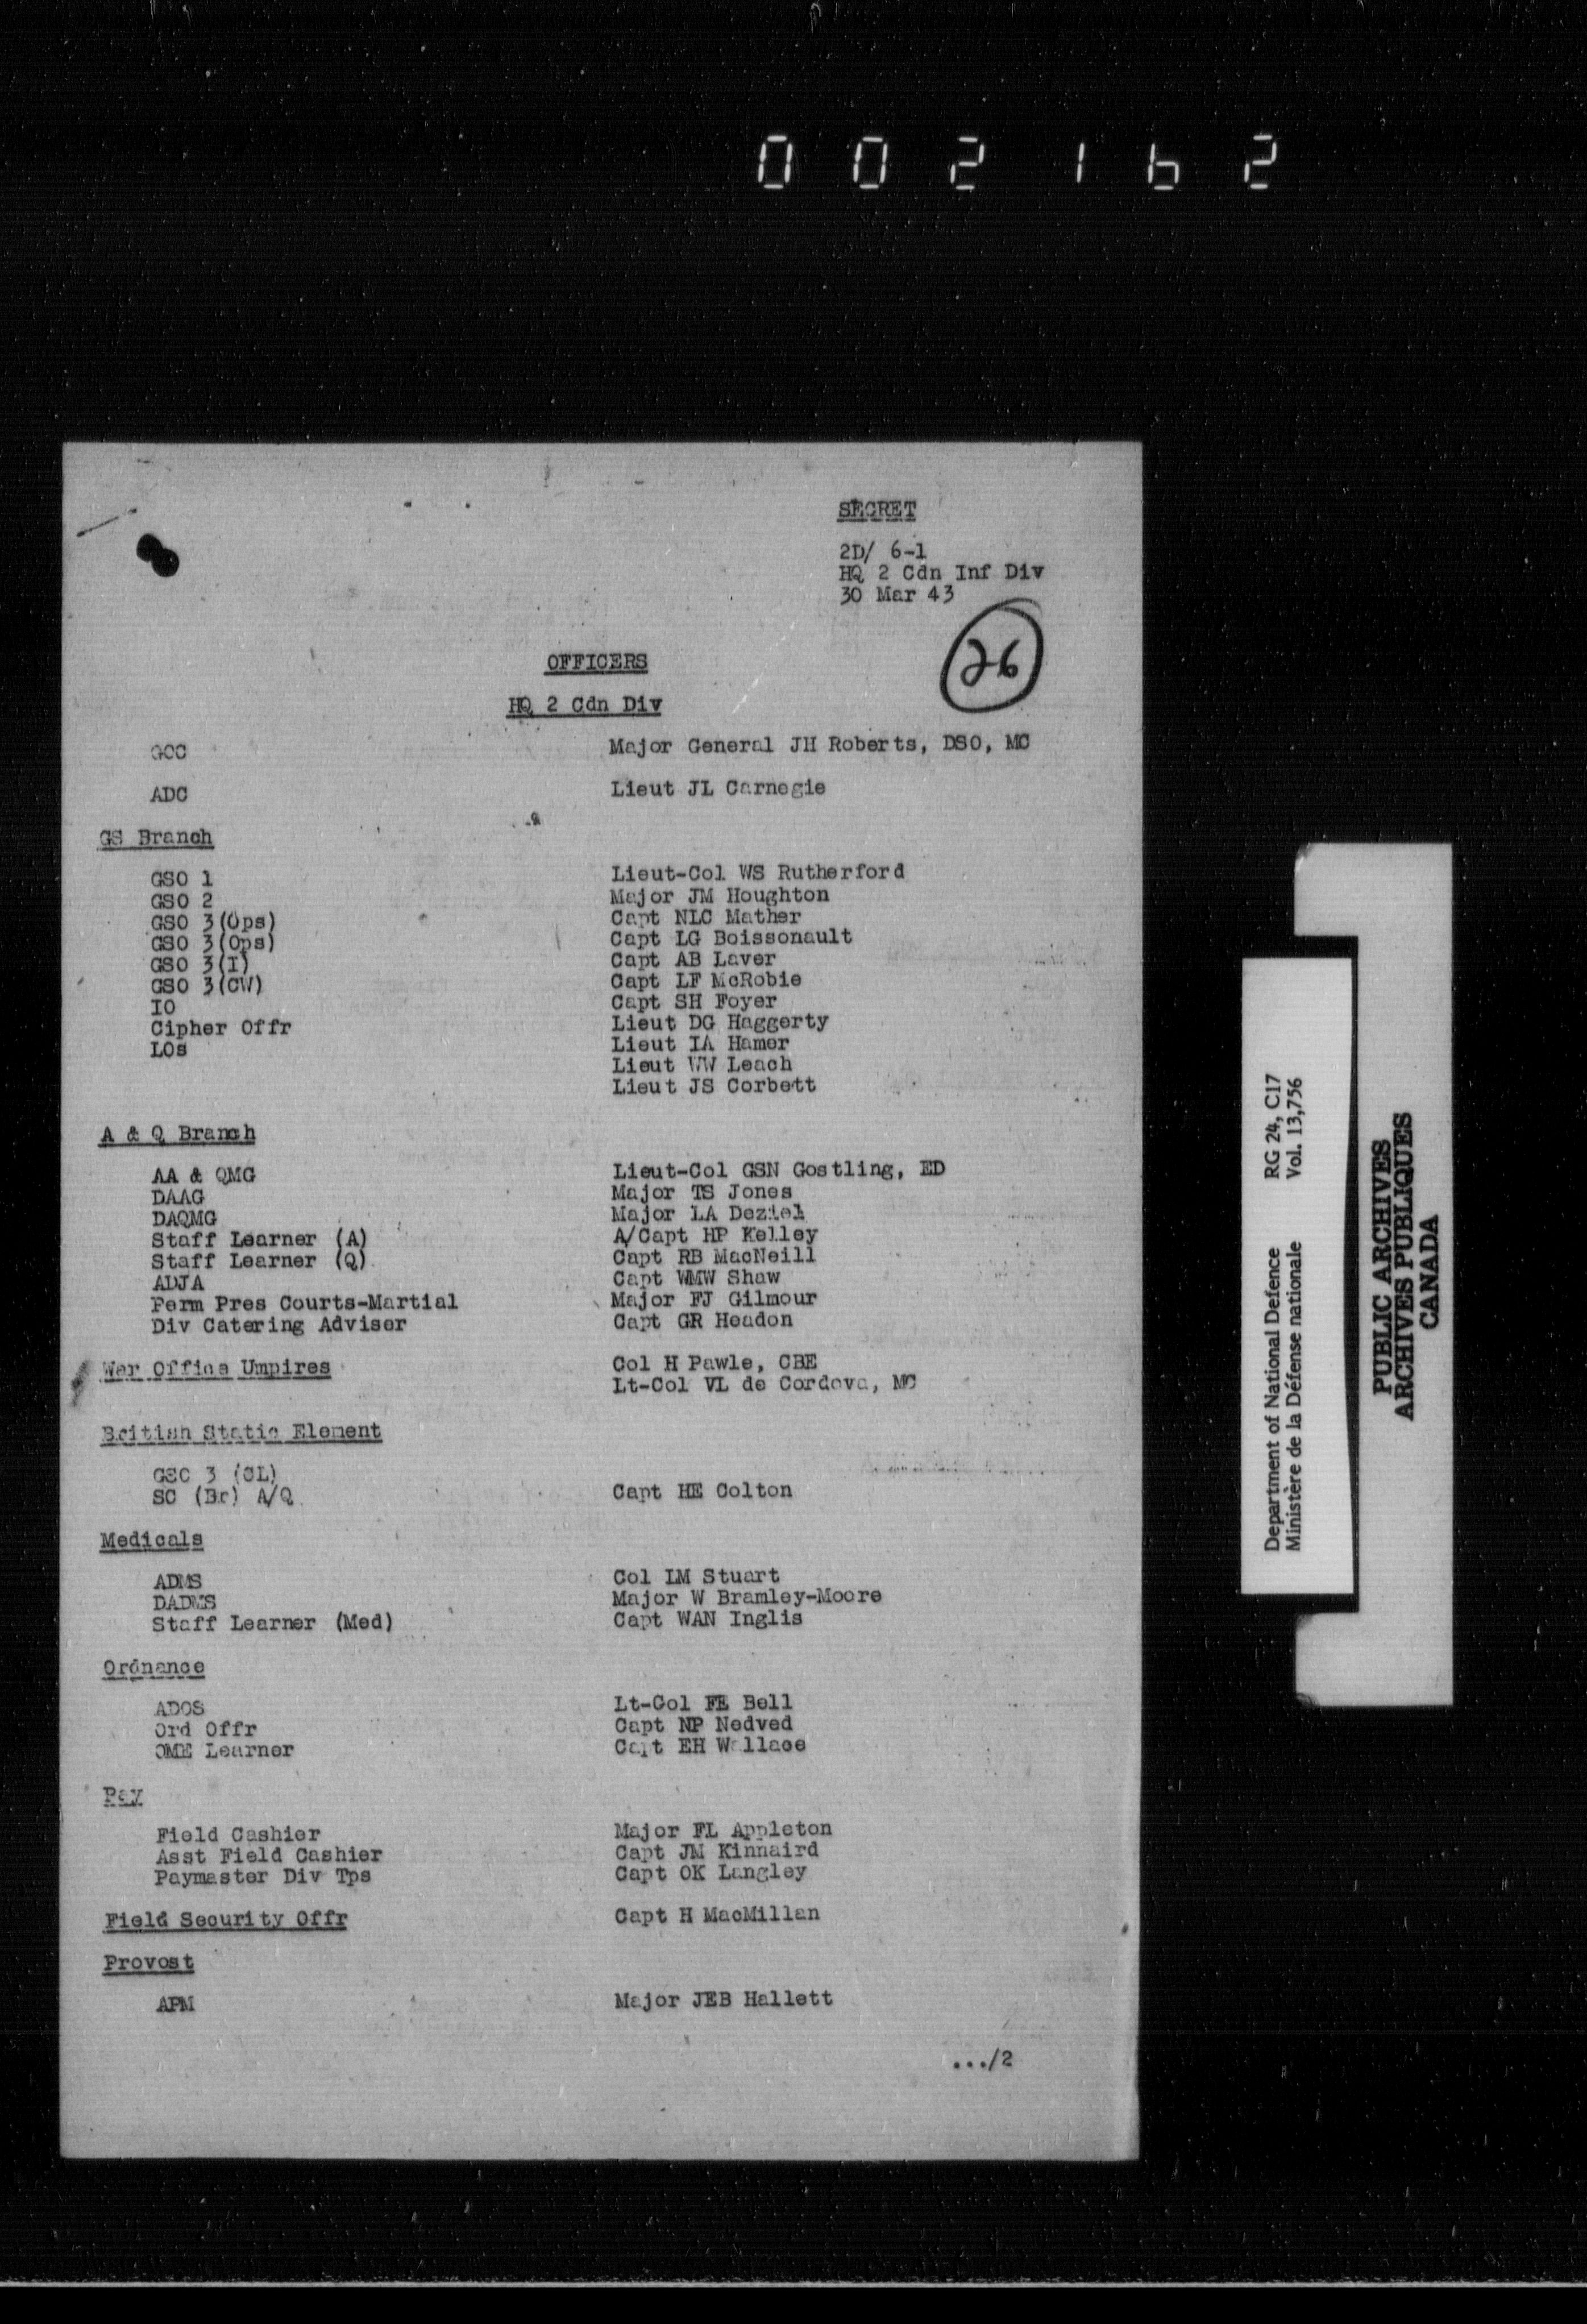 002162
SECRET
2D/ 6-1
HQ 2 Cdn Inf Div
30 Mar 43
26
OFFICERS
HQ 2 Cdn Div
GOC Major General JH Roberts, DSO, MC
ADC Lieut JL Carnegie
GS Branch
GSO 1 Lieut-Col WS Rutherford
GSO 2 Major JM Houghton
GSO 3(Ops) Capt NLC Mather
GSO 3(Ops) Capt LG Boissonault
GSO 3(I) Capt AB Laver
GSO 3(CW) Capt LF McRobie
IO Capt SH Foyer
Cipher Offr Lieut DG Haggerty
LOs Lieut IA Hamer
Lieut WW Leach
Lieut JS Corbett
A & Q Branch
AA & QMG Lieut-Col GSN Gostling, ED
DAAG Major TS Jones
DAQMG Major LA Deziel
Staff Learner (A) A/Capt HP Kelley
Staff Learner (Q) Capt RB MacNeill
ADJA Capt WMW Shaw
Perm Pres Courts-Martial Major FJ Gilmour
Div Catering Adviser Capt GR Headon
War Office Umpires Col H Pawle, CBE
Lt-Col VL de Cordova, MC
British Static Element
GSO 3 (CL)
SC (Br) A/Q Capt HE Colton
Medicals
ADMS Col IM Stuart
DADMS Major W Bramley-Moore
Staff Learner (Med) Capt WAN Inglis
Ordnance
ADOS Lt-Col FE Bell
Ord Offr Capt NP Nedved
OME Learner Capt EH Wallace
Pay
Field Cashier Major FL Appleton
Asst Field Cashier Capt JM Kinnaird
Paymaster Div Tps Capt OK Langley
Field Security Offr Capt H MacMillan
Provost
APM Major JEB Hallett
.../2
Department of National Defence RG 24, C17
Ministère de la Défense nationale Vol. 13,756
PUBLIC ARCHIVES
ARCHIVES PUBLIQUES
CANADA